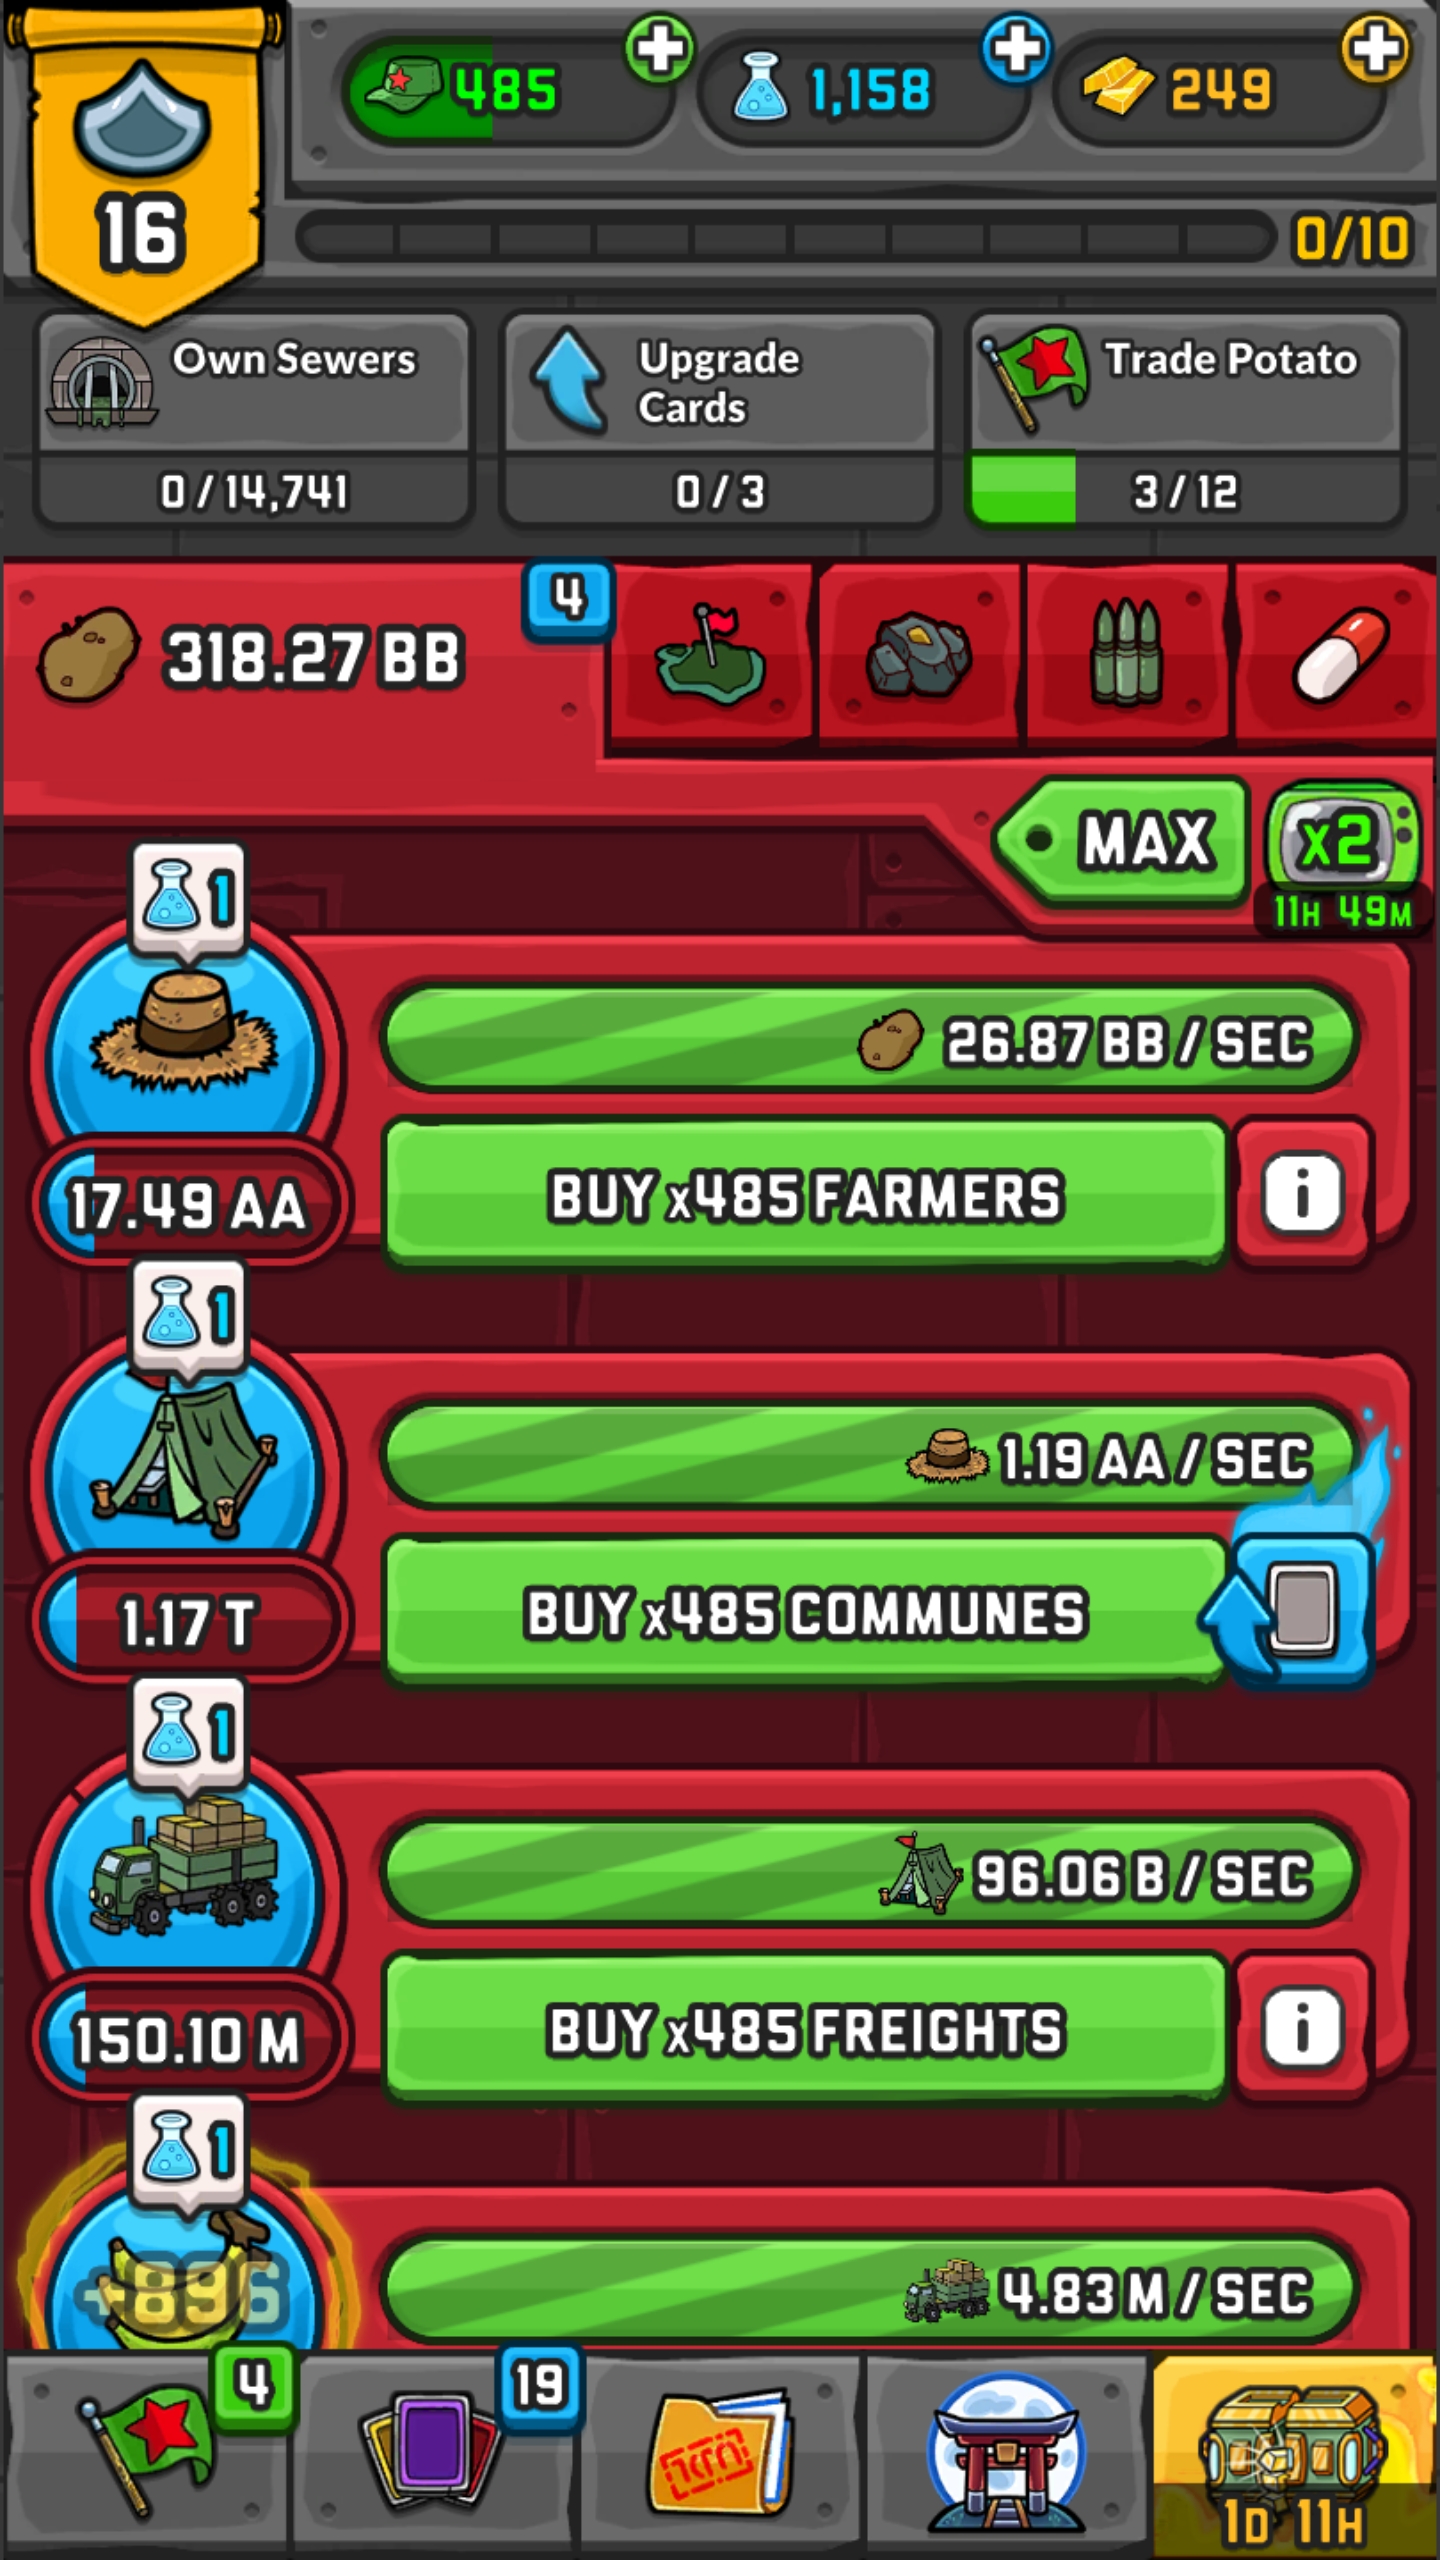 485
1,158
249
16
0/10
Own Sewers
0 / 14,741
Upgrade
Cards
0 / 3
Trade Potato
3 / 12
318.27 BB
4
MAX
x2
11H 49M
1
26.87 BB / SEC
17.49 AA
BUY x485 FARMERS
1
1.19 AA / SEC
1.17 T
BUY x485 COMMUNES
1
96.06 B / SEC
150.10 M
BUY x485 FREIGHTS
1
+896
4.83 M / SEC
4
19
1D 11H